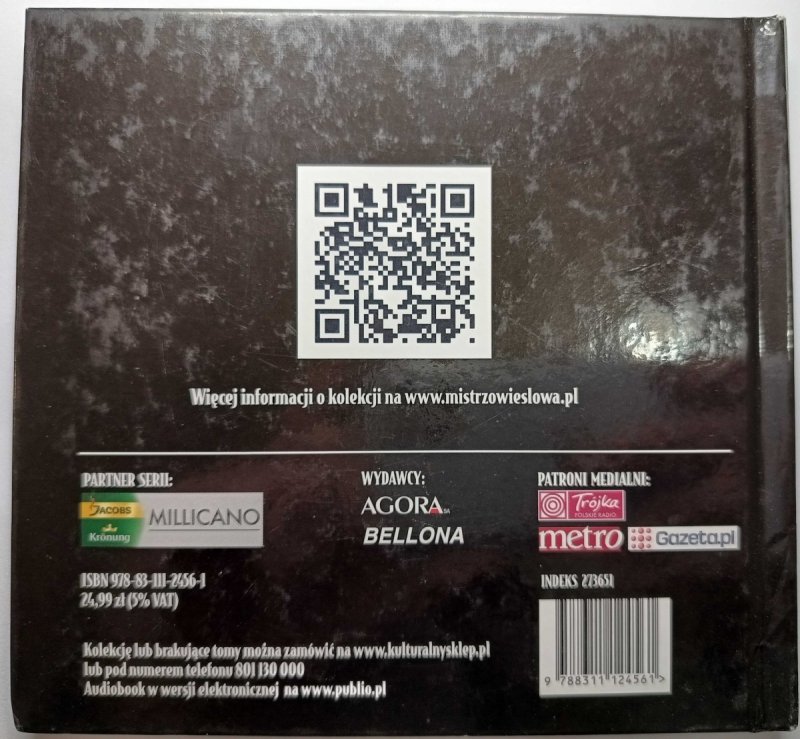 Więcej informacji o kolekcji na www.mistrzowieslowa.pl
PARTNER SERII:
JACOBS
Krönung
MILLICANO
WYDAWCY:
AGORA SA
BELLONA
PATRONI MEDIALNI:
Trójka
POLSKIE RADIO
metro
Gazeta.pl
ISBN 978-83-111-2456-1
24,99 zł (5% VAT)
INDEKS 273651
Kolekcję lub brakujące tomy można zamówić na www.kulturalnysklep.pl
lub pod numerem telefonu 801 130 000
Audiobook w wersji elektronicznej na www.publio.pl
9 788311 124561 >